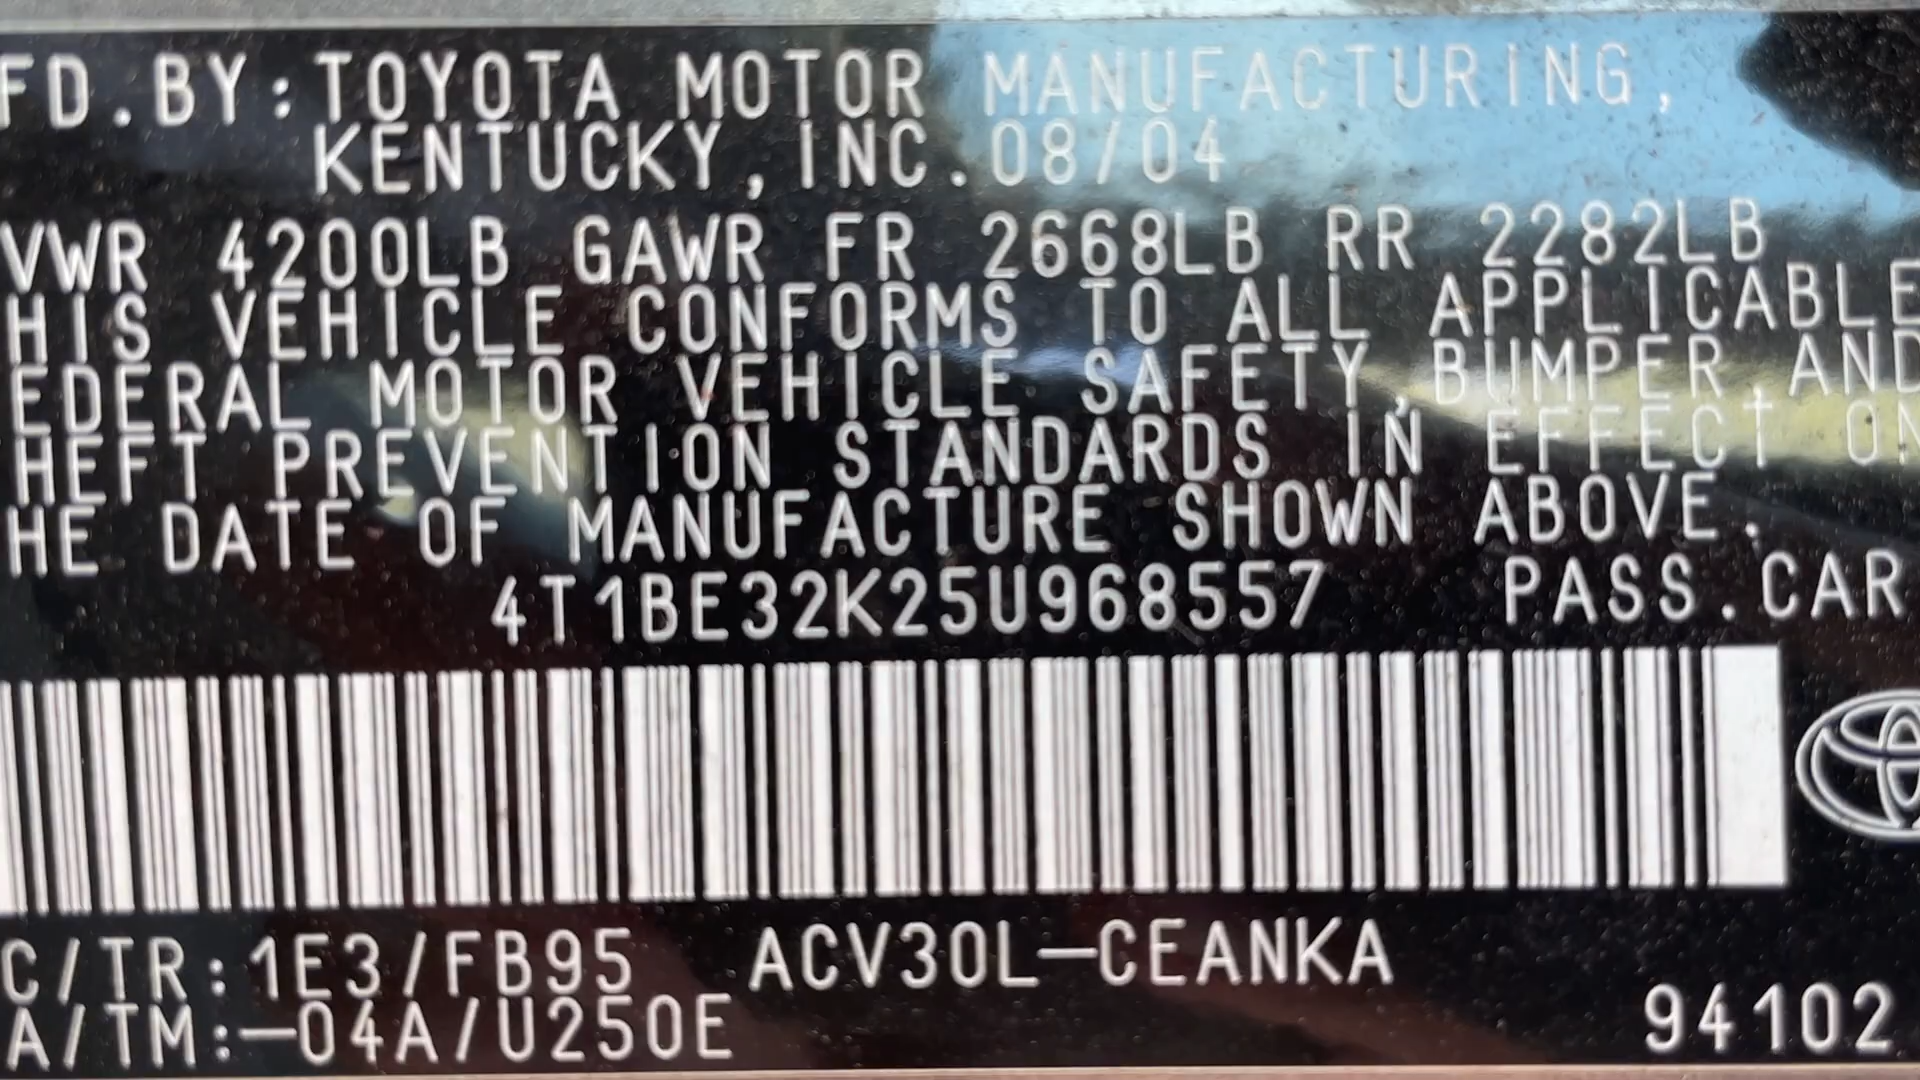 FD.BY:TOYOTA MOTOR MANUFACTURING,
KENTUCKY,INC.08/04
VWR 4200LB GAWR FR 2668LB RR 2282LB
HIS VEHICLE CONFORMS TO ALL APPLICABLE
EDERAL MOTOR VEHICLE SAFETY,BUMPER,AND
HEFT PREVENTION STANDARDS IN EFFECT ON
HE DATE OF MANUFACTURE SHOWN ABOVE.
4T1BE32K25U968557 PASS.CAR
C/TR:1E3/FB95 ACV30L-CEANKA
A/TM:-04A/U250E 94102